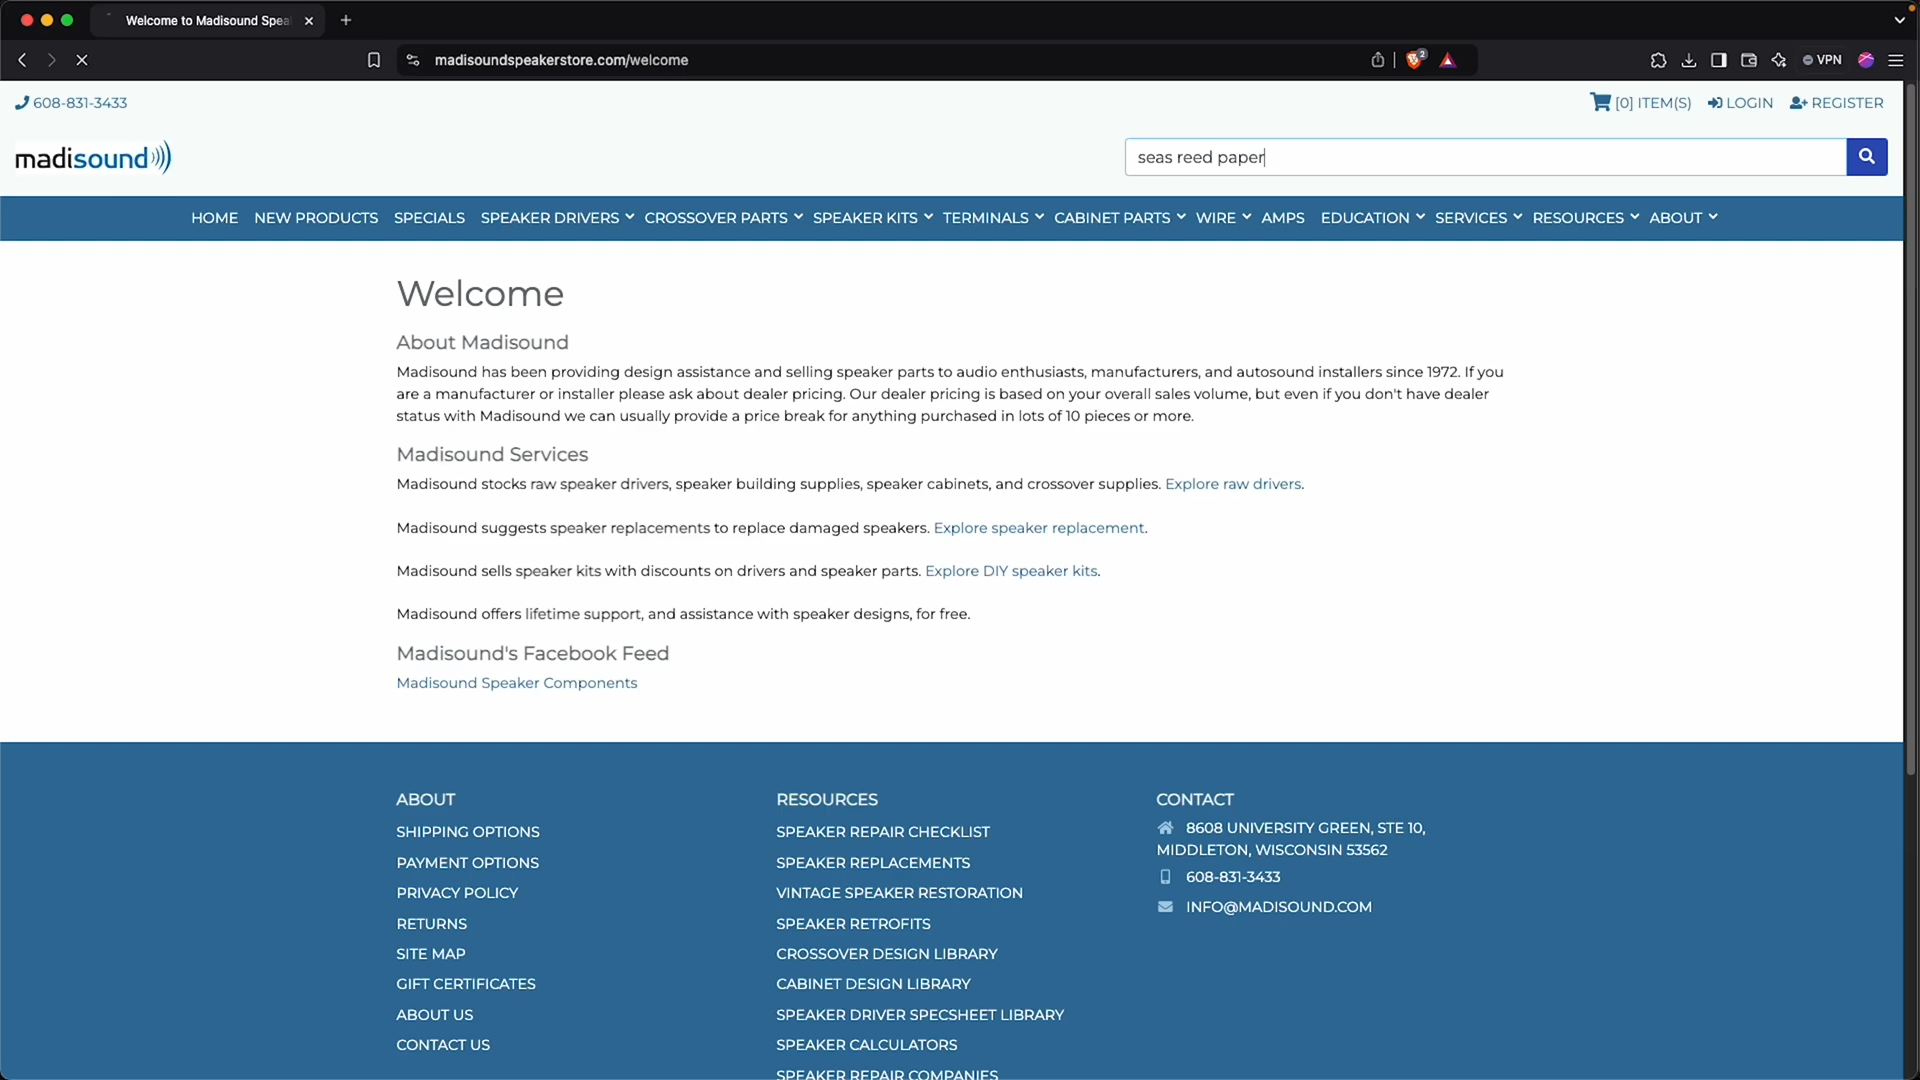 Welcome to Madisound Spea
madisoundspeakerstore.com/welcome
2
VPN
608-831-3433
[0] ITEM(S)
LOGIN
REGISTER
madisound
seas reed paper
HOME
NEW PRODUCTS
SPECIALS
SPEAKER DRIVERS
CROSSOVER PARTS
SPEAKER KITS
TERMINALS
CABINET PARTS
WIRE
AMPS
EDUCATION
SERVICES
RESOURCES
ABOUT
Welcome
About Madisound
Madisound has been providing design assistance and selling speaker parts to audio enthusiasts, manufacturers, and autosound installers since 1972. If you
are a manufacturer or installer please ask about dealer pricing. Our dealer pricing is based on your overall sales volume, but even if you don't have dealer
status with Madisound we can usually provide a price break for anything purchased in lots of 10 pieces or more.
Madisound Services
Madisound stocks raw speaker drivers, speaker building supplies, speaker cabinets, and crossover supplies. Explore raw drivers.
Madisound suggests speaker replacements to replace damaged speakers. Explore speaker replacement.
Madisound sells speaker kits with discounts on drivers and speaker parts. Explore DIY speaker kits.
Madisound offers lifetime support, and assistance with speaker designs, for free.
Madisound's Facebook Feed
Madisound Speaker Components
ABOUT
SHIPPING OPTIONS
PAYMENT OPTIONS
PRIVACY POLICY
RETURNS
SITE MAP
GIFT CERTIFICATES
ABOUT US
CONTACT US
RESOURCES
SPEAKER REPAIR CHECKLIST
SPEAKER REPLACEMENTS
VINTAGE SPEAKER RESTORATION
SPEAKER RETROFITS
CROSSOVER DESIGN LIBRARY
CABINET DESIGN LIBRARY
SPEAKER DRIVER SPECSHEET LIBRARY
SPEAKER CALCULATORS
SPEAKER REPAIR COMPANIES
CONTACT
8608 UNIVERSITY GREEN, STE 10,
MIDDLETON, WISCONSIN 53562
608-831-3433
INFO@MADISOUND.COM